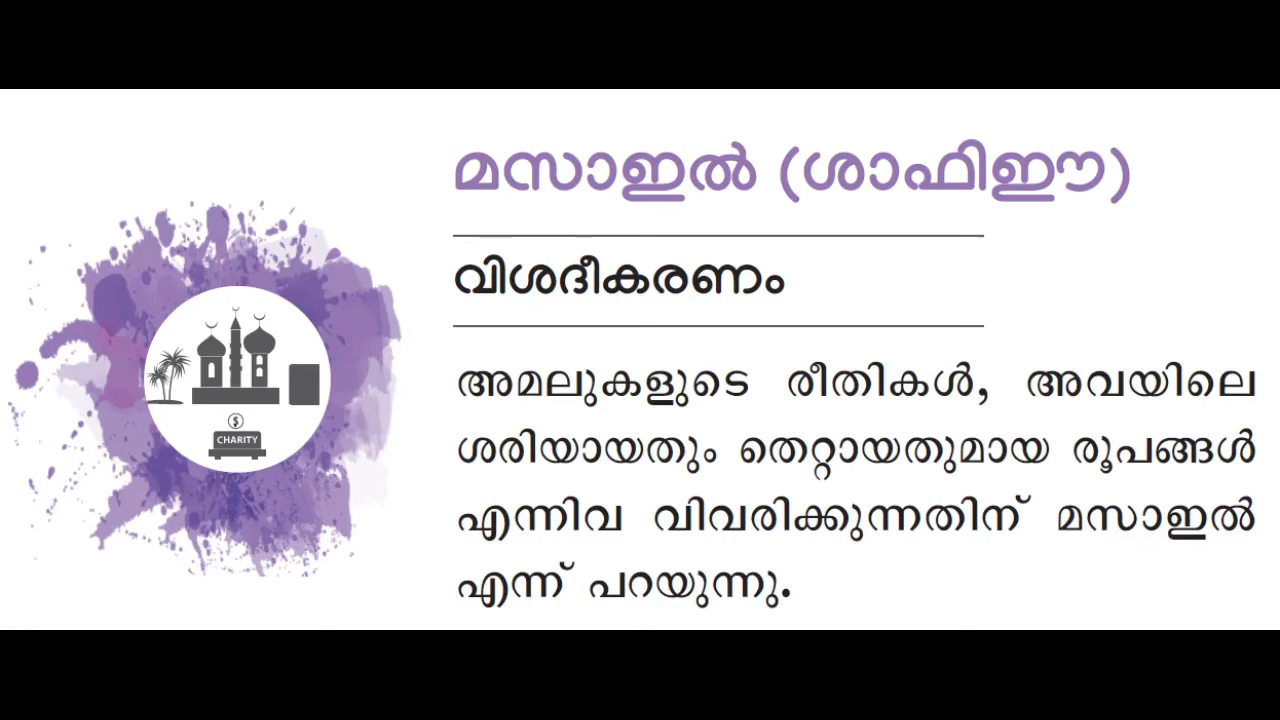 മസാഇൽ (ശാഫിഈ)
വിശദീകരണം
അമലുകളുടെ രീതികൾ, അവയിലെ
ശരിയായതും തെറ്റായതുമായ രൂപങ്ങൾ
എന്നിവ വിവരിക്കുന്നതിന് മസാഇൽ
എന്ന് പറയുന്നു.
$
CHARITY